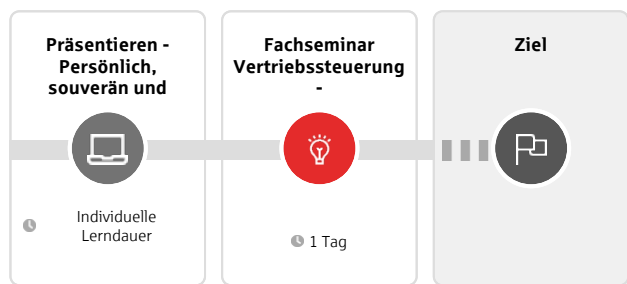 Präsentieren -
Persönlich,
souverän und
Individuelle
Lerndauer
Fachseminar
Vertriebssteuerung
-
1 Tag
Ziel